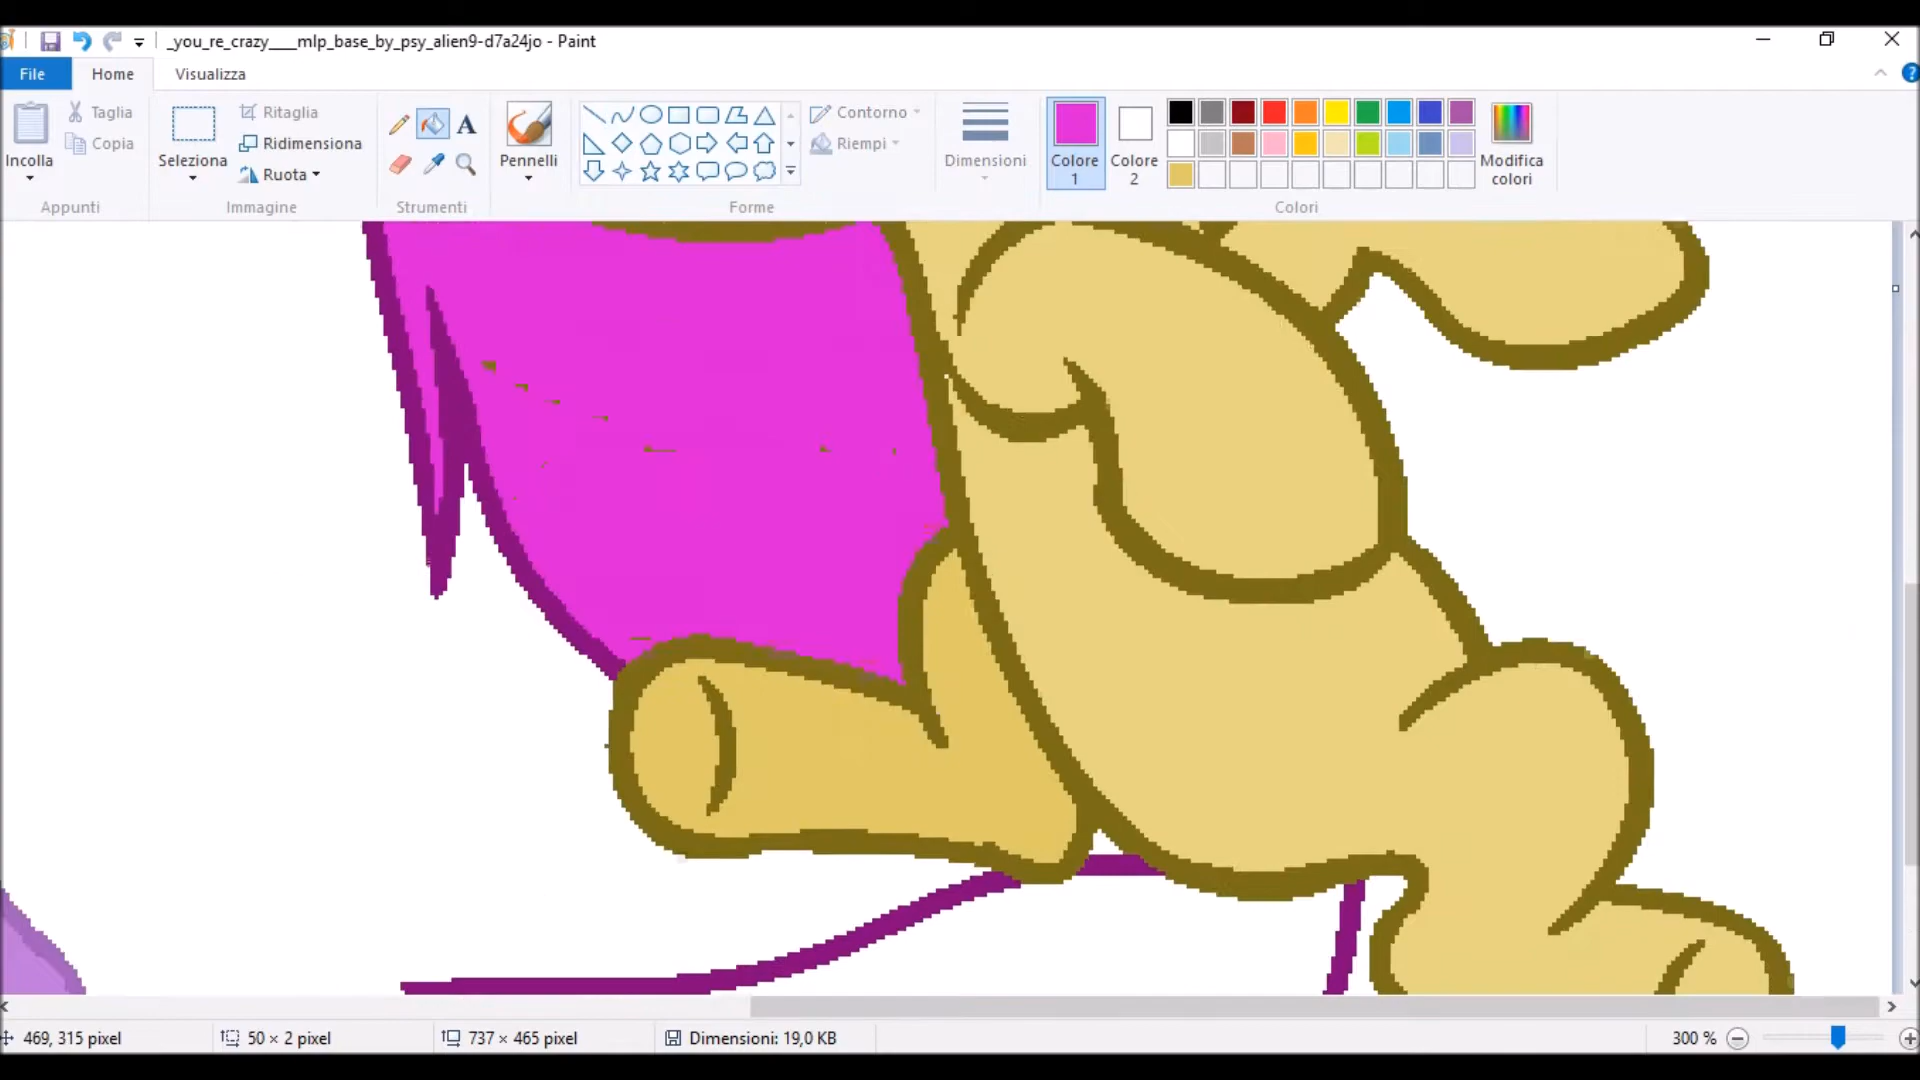 _you_re_crazy___mlp_base_by_psy_alien9-d7a24jo - Paint
File Home Visualizza
Taglia Ritaglia Contorno
Copia Ridimensiona Riempi
Incolla Seleziona Ruota Pennelli Dimensioni Colore 1 Colore 2 Modifica colori
Appunti Immagine Strumenti Forme Colori
469, 315 pixel 50 × 2 pixel 737 × 465 pixel Dimensioni: 19,0 KB 300 %